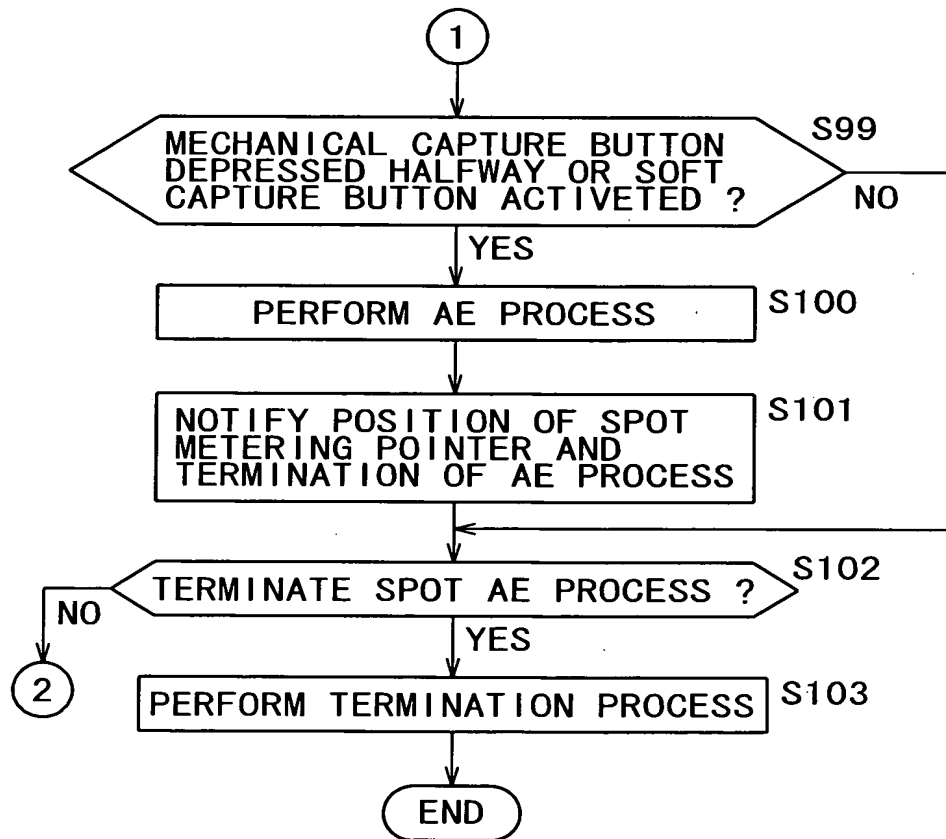 1
MECHANICAL CAPTURE BUTTON
DEPRESSED HALFWAY OR SOFT
CAPTURE BUTTON ACTIVETED ?
S99
NO
YES
PERFORM AE PROCESS
S100
NOTIFY POSITION OF SPOT
METERING POINTER AND
TERMINATION OF AE PROCESS
S101
TERMINATE SPOT AE PROCESS ?
S102
NO
YES
2
PERFORM TERMINATION PROCESS
S103
END